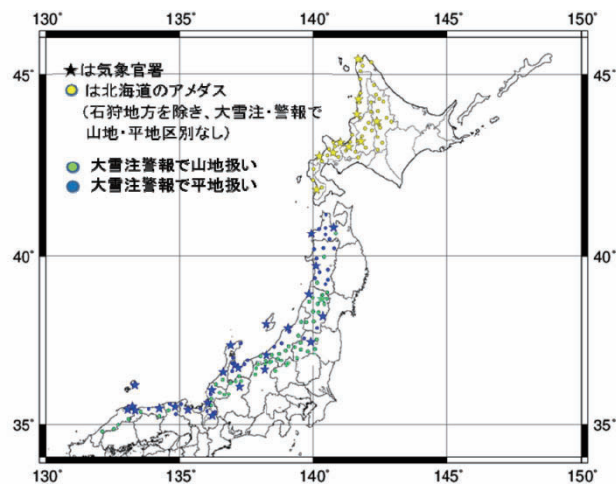 130° 135° 140° 145° 150°
45° 45°
★は気象官署
は北海道のアメダス
(石狩地方を除き、大雪注・警報で
山地・平地区別なし)
大雪注警報で山地扱い
大雪注警報で平地扱い
40° 40°
35° 35°
130° 135° 140° 145° 150°